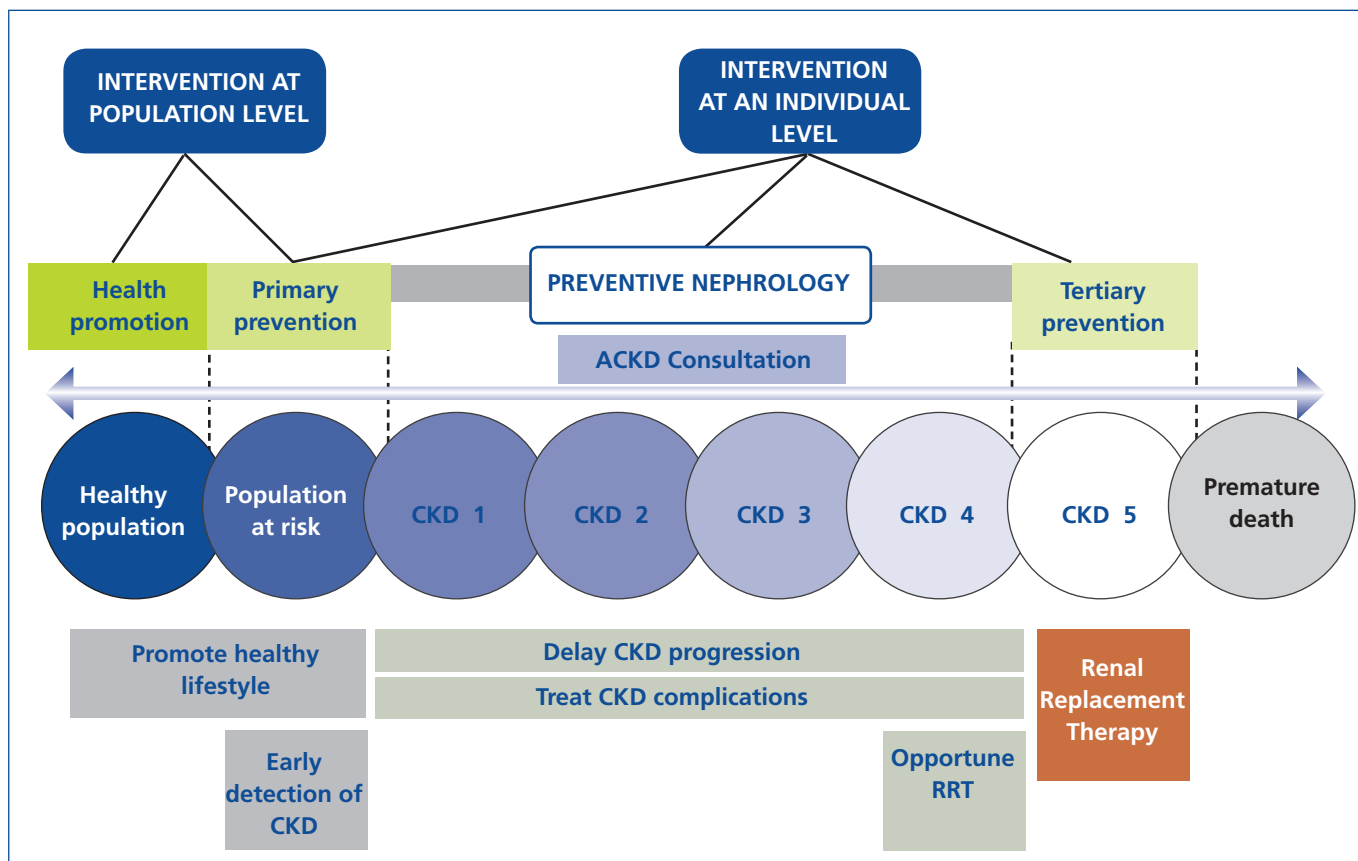 INTERVENTION AT
POPULATION LEVEL
INTERVENTION
AT AN INDIVIDUAL
LEVEL
Health
promotion
Primary
prevention
PREVENTIVE NEPHROLOGY
Tertiary
prevention
ACKD Consultation
Healthy
population
Population
at risk
CKD 1
CKD 2
CKD 3
CKD 4
CKD 5
Premature
death
Promote healthy
lifestyle
Delay CKD progression
Treat CKD complications
Renal
Replacement
Therapy
Early
detection of
CKD
Opportune
RRT